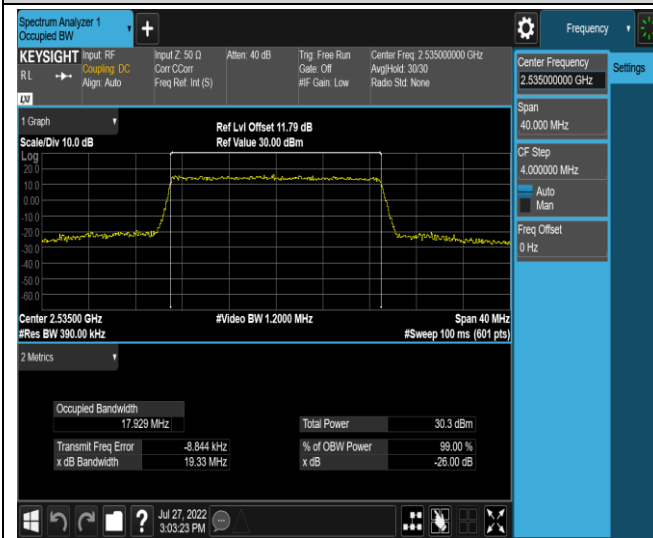 Spectrum Analyzer 1
Occupied BW
+
Frequency
KEYSIGHT
RL
LXI
Input: RF
Coupling: DC
Align: Auto
Input Z: 50 Ω
Corr CCorr
Freq Ref: Int (S)
Atten: 40 dB
Trig: Free Run
Gate: Off
#IF Gain: Low
Center Freq: 2.535000000 GHz
Avg|Hold: 30/30
Radio Std: None
Center Frequency
2.535000000 GHz
Settings
Span
40.000 MHz
CF Step
4.000000 MHz
Auto
Man
Freq Offset
0 Hz
1 Graph
Scale/Div 10.0 dB
Ref Lvl Offset 11.79 dB
Ref Value 30.00 dBm
Log
20.0
10.0
0.00
-10.0
-20.0
-30.0
-40.0
-50.0
-60.0
Center 2.53500 GHz
#Video BW 1.2000 MHz
Span 40 MHz
#Res BW 390.00 kHz
#Sweep 100 ms (601 pts)
2 Metrics
Occupied Bandwidth
17.929 MHz
Total Power 30.3 dBm
Transmit Freq Error -8.844 kHz
% of OBW Power 99.00 %
x dB Bandwidth 19.33 MHz
x dB -26.00 dB
?
Jul 27, 2022
3:03:23 PM